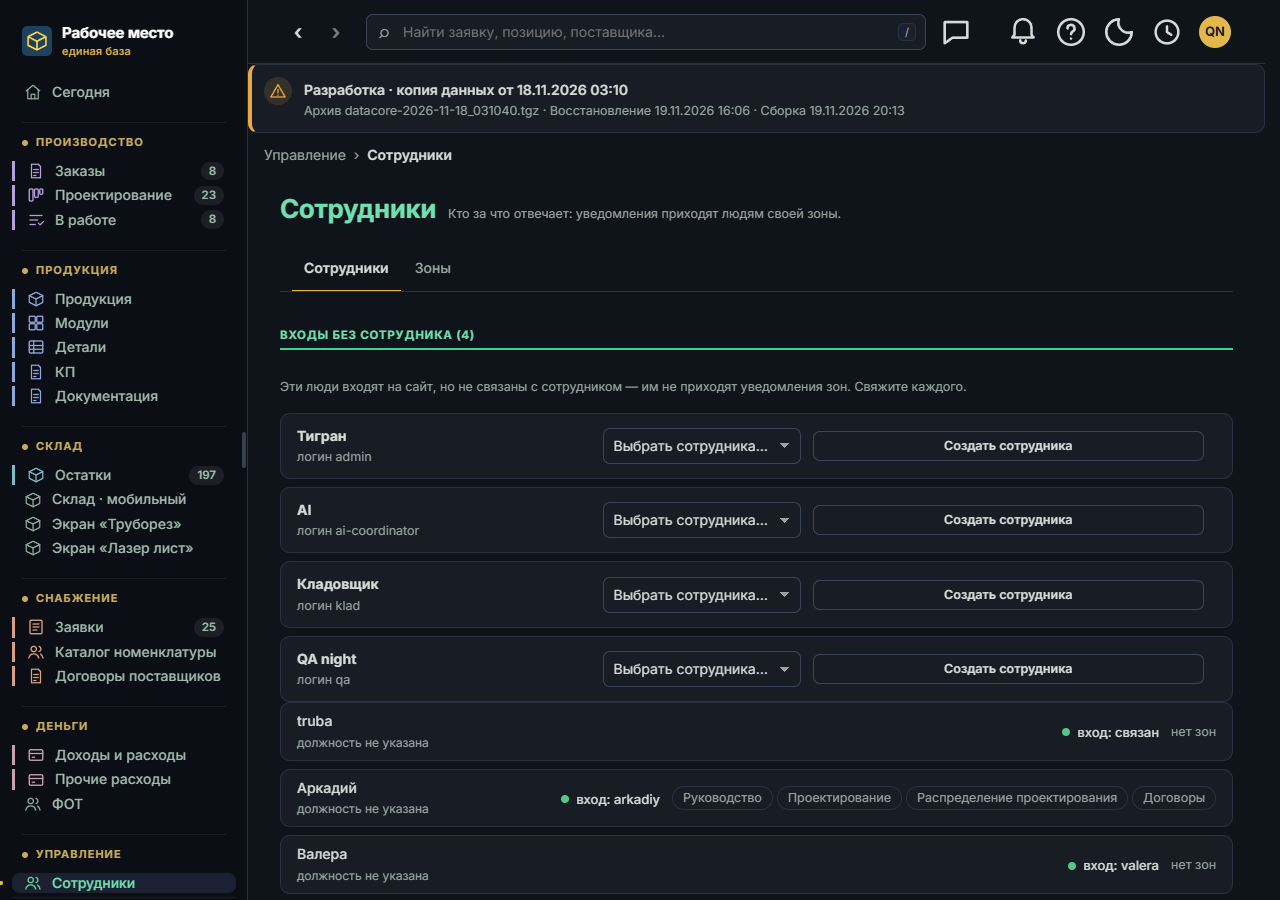 Рабочее место
единая база
Сегодня
ПРОИЗВОДСТВО
Заказы 8
Проектирование 23
В работе 8
ПРОДУКЦИЯ
Продукция
Модули
Детали
КП
Документация
СКЛАД
Остатки 197
Склад · мобильный
Экран «Труборез»
Экран «Лазер лист»
СНАБЖЕНИЕ
Заявки 25
Каталог номенклатуры
Договоры поставщиков
ДЕНЬГИ
Доходы и расходы
Прочие расходы
ФОТ
УПРАВЛЕНИЕ
Сотрудники
‹ › Найти заявку, позицию, поставщика... / QN
Разработка · копия данных от 18.11.2026 03:10
Архив datacore-2026-11-18_031040.tgz · Восстановление 19.11.2026 16:06 · Сборка 19.11.2026 20:13
Управление › Сотрудники
Сотрудники Кто за что отвечает: уведомления приходят людям своей зоны.
Сотрудники Зоны
ВХОДЫ БЕЗ СОТРУДНИКА (4)
Эти люди входят на сайт, но не связаны с сотрудником — им не приходят уведомления зон. Свяжите каждого.
Тигран
логин admin
Выбрать сотрудника... Создать сотрудника
AI
логин ai-coordinator
Выбрать сотрудника... Создать сотрудника
Кладовщик
логин klad
Выбрать сотрудника... Создать сотрудника
QA night
логин qa
Выбрать сотрудника... Создать сотрудника
truba
должность не указана
вход: связан нет зон
Аркадий
должность не указана
вход: arkadiy Руководство Проектирование Распределение проектирования Договоры
Валера
должность не указана
вход: valera нет зон